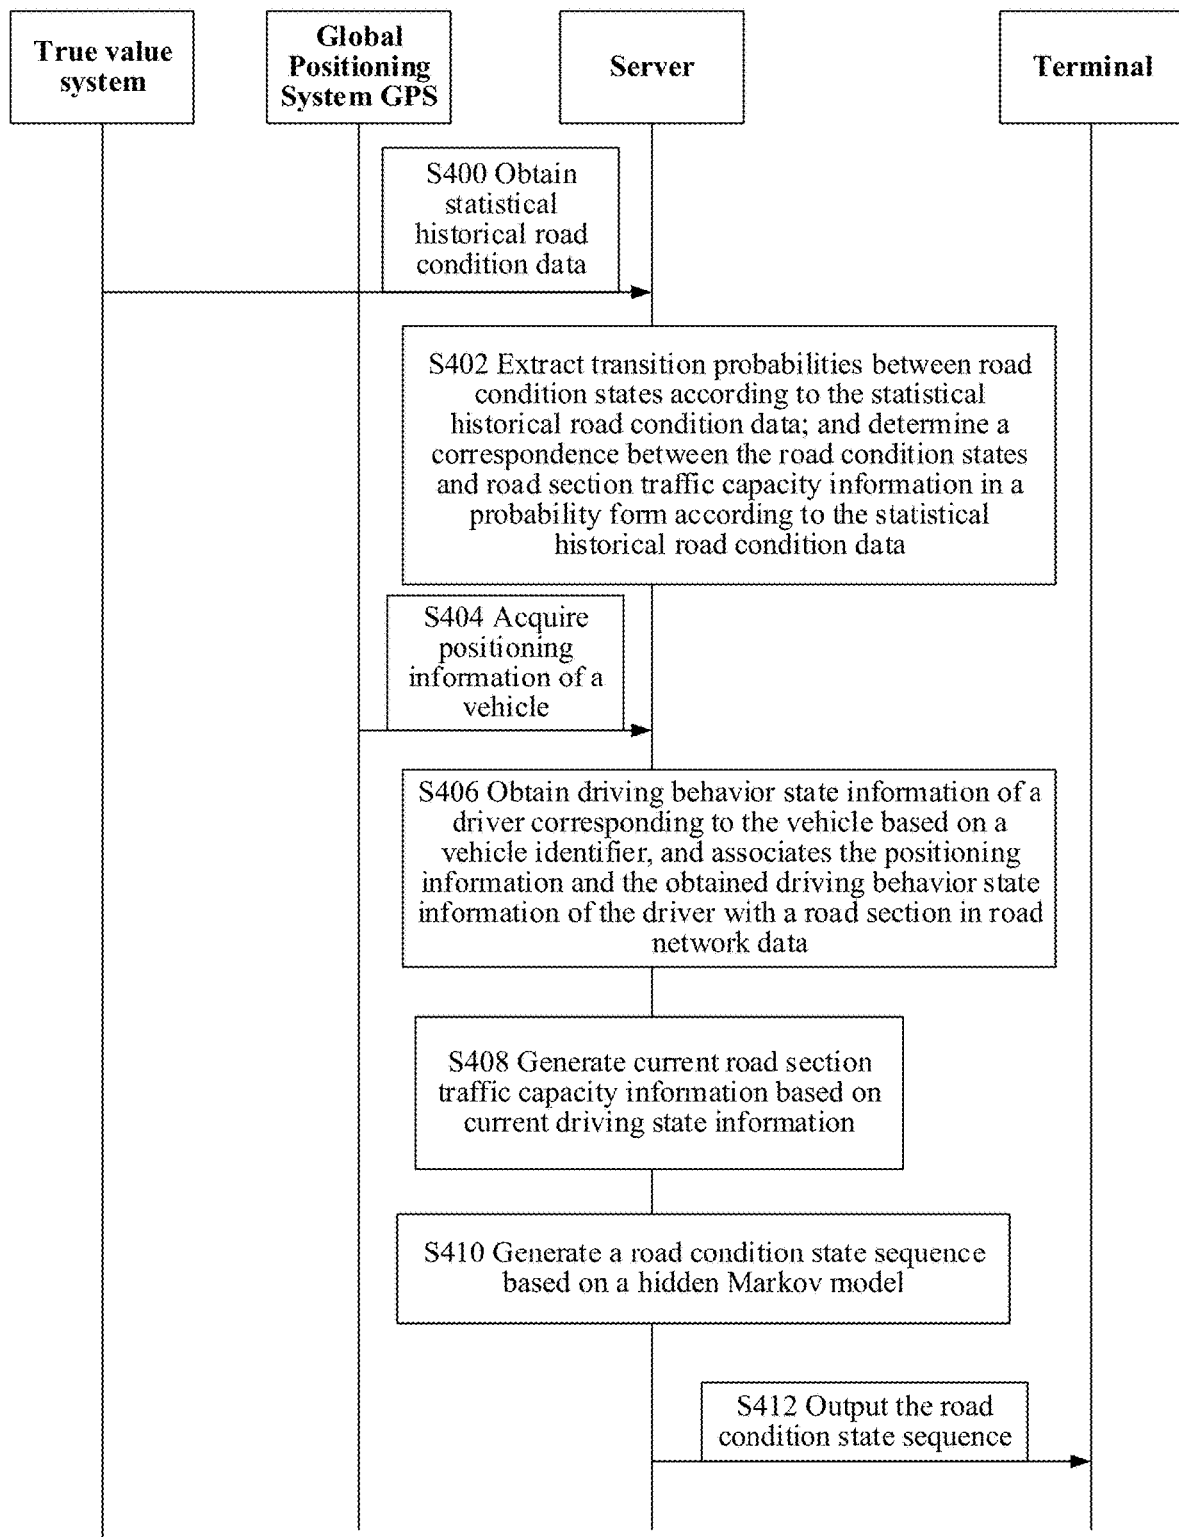 True value
system
Global
Positioning
System GPS
Server
Terminal
S400 Obtain
statistical
historical road
condition data
S402 Extract transition probabilities between road
condition states according to the statistical
historical road condition data; and determine a
correspondence between the road condition states
and road section traffic capacity information in a
probability form according to the statistical
historical road condition data
S404 Acquire
positioning
information of a
vehicle
S406 Obtain driving behavior state information of a
driver corresponding to the vehicle based on a
vehicle identifier, and associates the positioning
information and the obtained driving behavior state
information of the driver with a road section in road
network data
S408 Generate current road section
traffic capacity information based on
current driving state information
S410 Generate a road condition state sequence
based on a hidden Markov model
S412 Output the road
condition state sequence